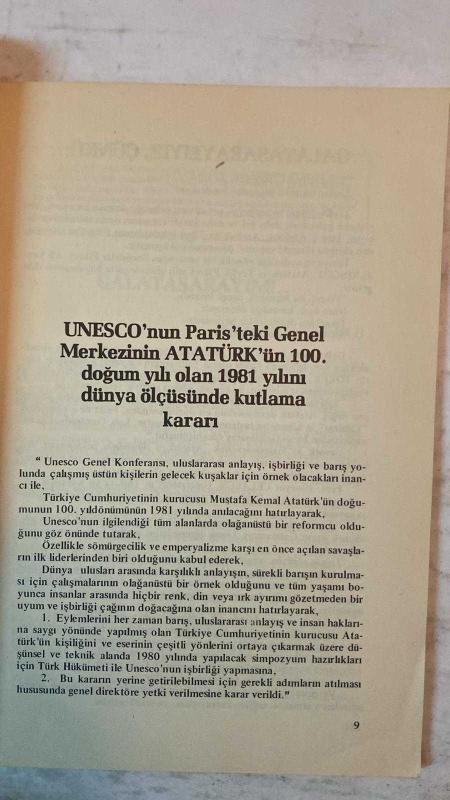 UNESCO'nun Paris'teki Genel
Merkezinin ATATÜRK'ün 100.
doğum yılı olan 1981 yılını
dünya ölçüsünde kutlama
kararı
" Unesco Genel Konferansı, uluslararası anlayış, işbirliği ve barış yo-
lunda çalışmış üstün kişilerin gelecek kuşaklar için örnek olacakları inan-
cı ile,
Türkiye Cumhuriyetinin kurucusu Mustafa Kemal Atatürk'ün doğu-
munun 100. yıldönümünün 1981 yılında anılacağını hatırlayarak,
Unesco'nun ilgilendiği tüm alanlarda olağanüstü bir reformcu oldu-
ğunu göz önünde tutarak,
Özellikle sömürgecilik ve emperyalizme karşı en önce açılan savaşla-
rın ilk liderlerinden biri olduğunu kabul ederek,
Dünya ulusları arasında karşılıklı anlayışın, sürekli barışın kurulma-
sı için çalışmalarının olağanüstü bir örnek olduğunu ve tüm yaşamı bo-
yunca insanlar arasında hiçbir renk, din veya ırk ayırımı gözetmeden bir
uyum ve işbirliği çağının doğacağına olan inancını hatırlayarak,
1. Eylemlerini her zaman barış, uluslararası anlayış ve insan hakları-
na saygı yönünde yapılmış olan Türkiye Cumhuriyetinin kurucusu Ata-
türk'ün kişiliğini ve eserinin çeşitli yönlerini ortaya çıkarmak üzere dü-
şünsel ve teknik alanda 1980 yılında yapılacak simpozyum hazırlıkları
için Türk Hükümeti ile Unesco'nun işbirliği yapmasına,
2. Bu kararın yerine getirilebilmesi için gerekli adımların atılması
hususunda genel direktöre yetki verilmesine karar verildi."
9